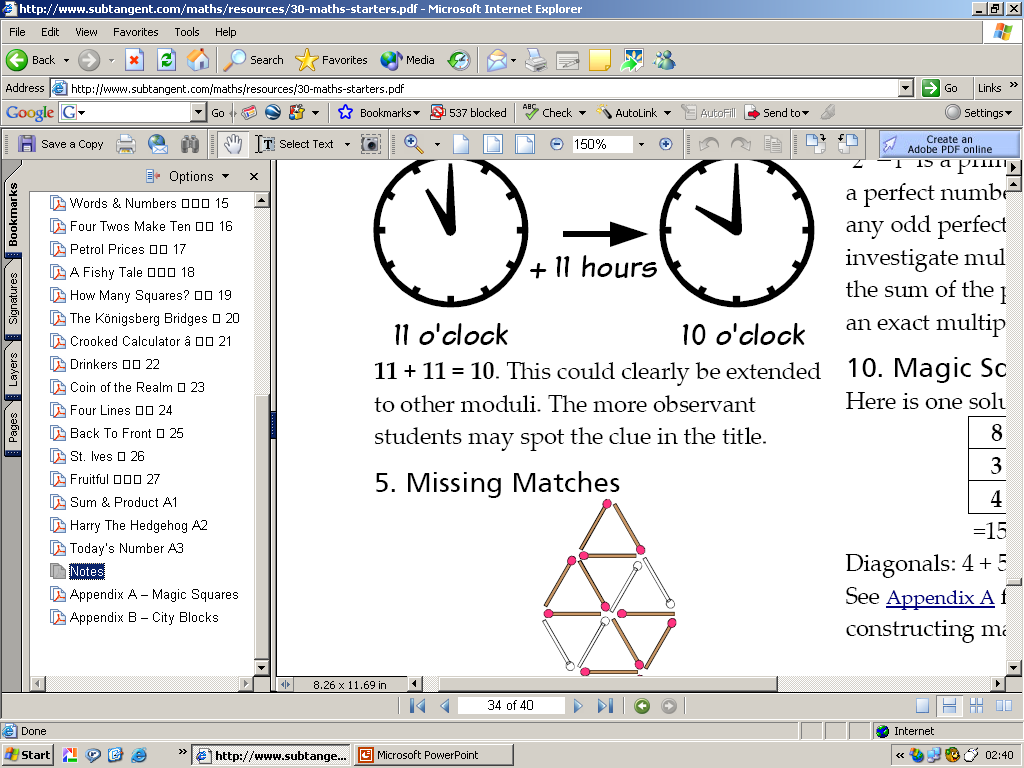 http://www.subtangent.com/maths/resources/30-maths-starters.pdf - Microsoft Internet Explorer
File Edit View Favorites Tools Help
Back Search Favorites Media
Address http://www.subtangent.com/maths/resources/30-maths-starters.pdf Go Links »
Google G Go Bookmarks 537 blocked ABC Check AutoLink AutoFill Send to Settings
Save a Copy Select Text 150% Create an
Adobe PDF online
Options
Bookmarks
Signatures
Layers
Pages
Words & Numbers 15
Four Twos Make Ten 16
Petrol Prices 17
A Fishy Tale 18
How Many Squares? 19
The Königsberg Bridges 20
Crooked Calculator â 21
Drinkers 22
Coin of the Realm 23
Four Lines 24
Back To Front 25
St. Ives 26
Fruitful 27
Sum & Product A1
Harry The Hedgehog A2
Today's Number A3
Notes
Appendix A – Magic Squares
Appendix B – City Blocks
+ 11 hours
11 o'clock 10 o'clock
11 + 11 = 10. This could clearly be extended
to other moduli. The more observant
students may spot the clue in the title.
5. Missing Matches
a perfect numbe
any odd perfect
investigate mul
the sum of the p
an exact multip
10. Magic Sq
Here is one solu
8
3
4
=15
Diagonals: 4 + 5
See Appendix A f
constructing ma
8.26 x 11.69 in
34 of 40
Done Internet
Start » http://www.subtange... Microsoft PowerPoint « 02:40